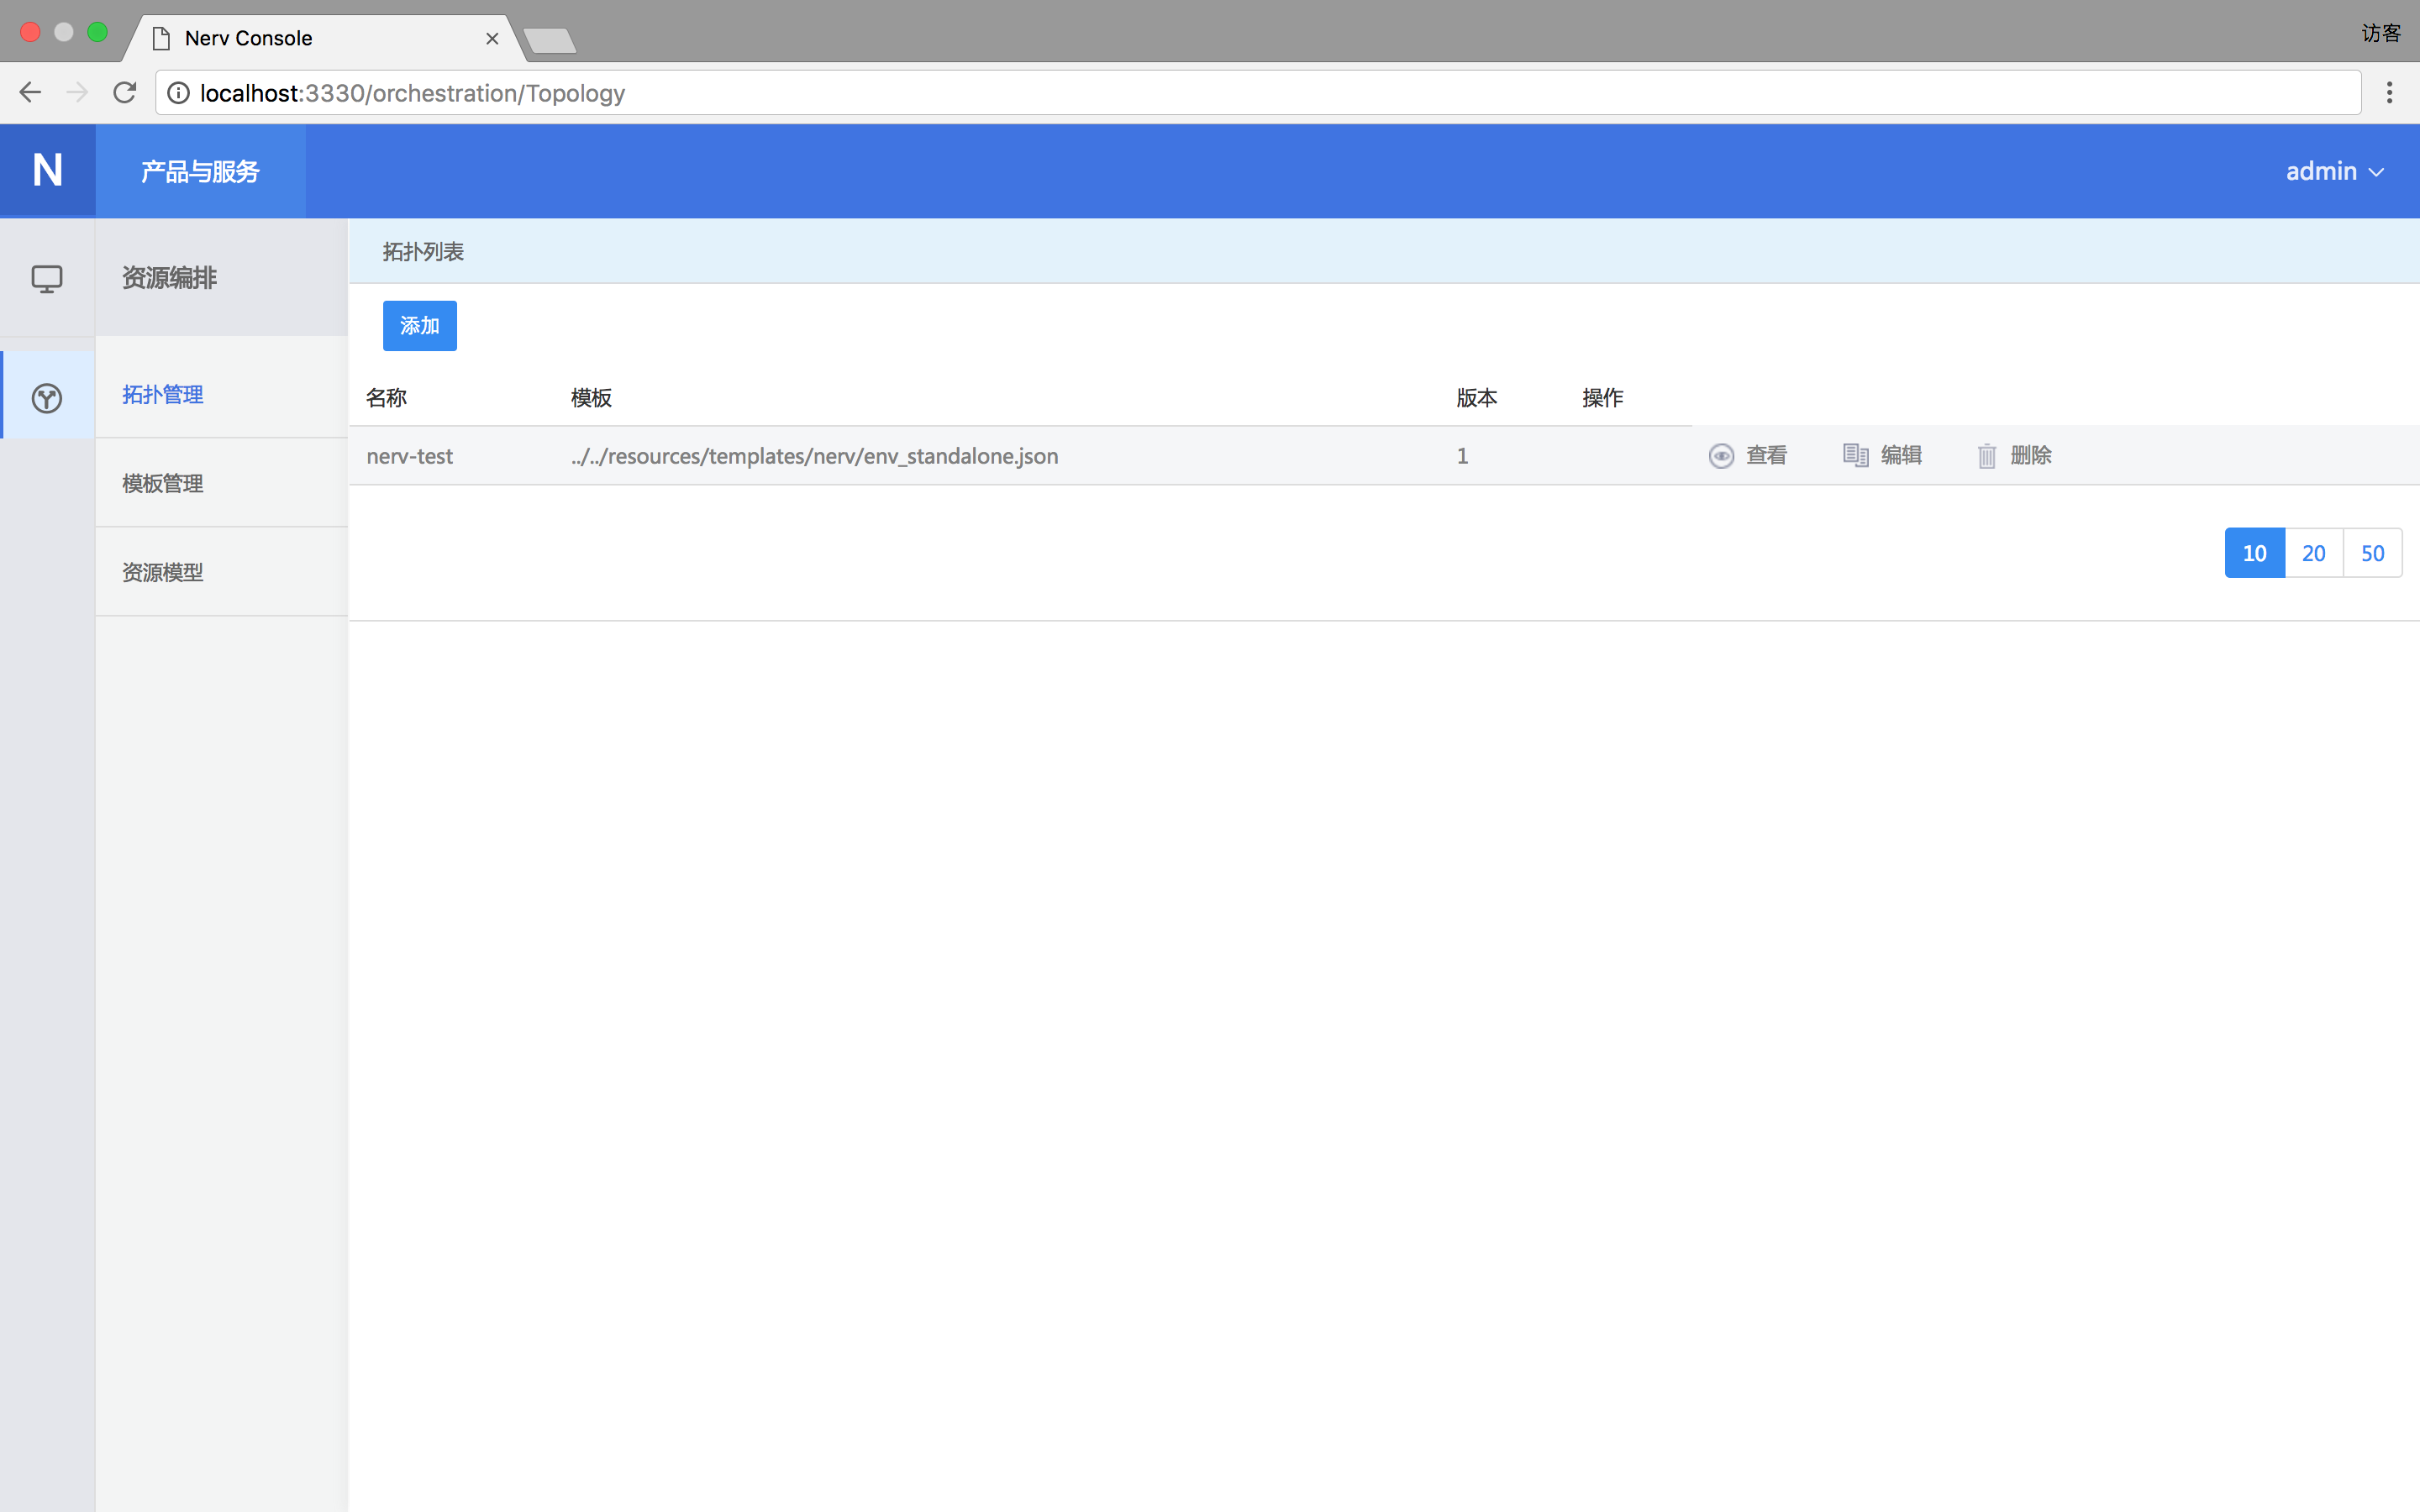 Nerv Console
访客
localhost:3330/orchestration/Topology
N 产品与服务 admin
资源编排
拓扑管理
模板管理
资源模型
拓扑列表
添加
名称 模板 版本 操作
nerv-test ../../resources/templates/nerv/env_standalone.json 1 查看 编辑 删除
10 20 50